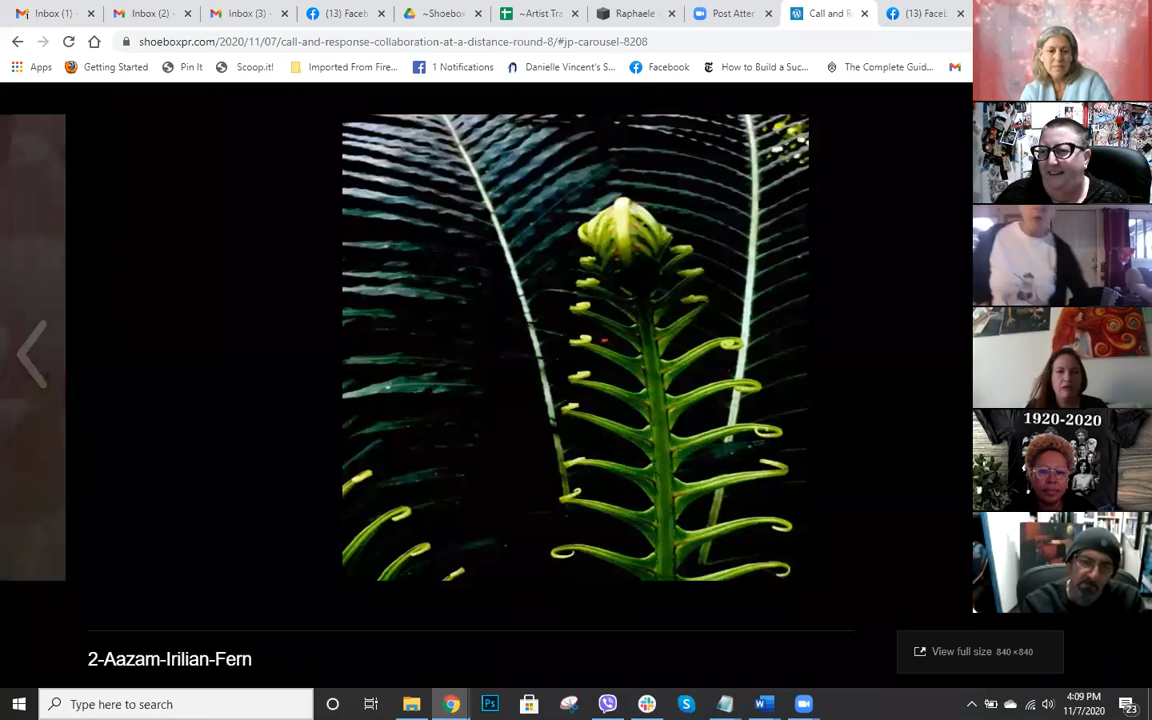 Inbox (1) -
Inbox (2) -
Inbox (3) -
(13) Faceb
~Shoebox
~Artist Tra
Raphaele
Post Atter
Call and R
(13) Faceb
shoeboxpr.com/2020/11/07/call-and-response-collaboration-at-a-distance-round-8/#jp-carousel-8208
Apps
Getting Started
Pin It
Scoop.it!
Imported From Fire...
1 Notifications
Danielle Vincent's S...
Facebook
How to Build a Suc...
The Complete Guid...
1920-2020
2-Aazam-Irilian-Fern
View full size 840×840
Type here to search
4:09 PM
11/7/2020
23